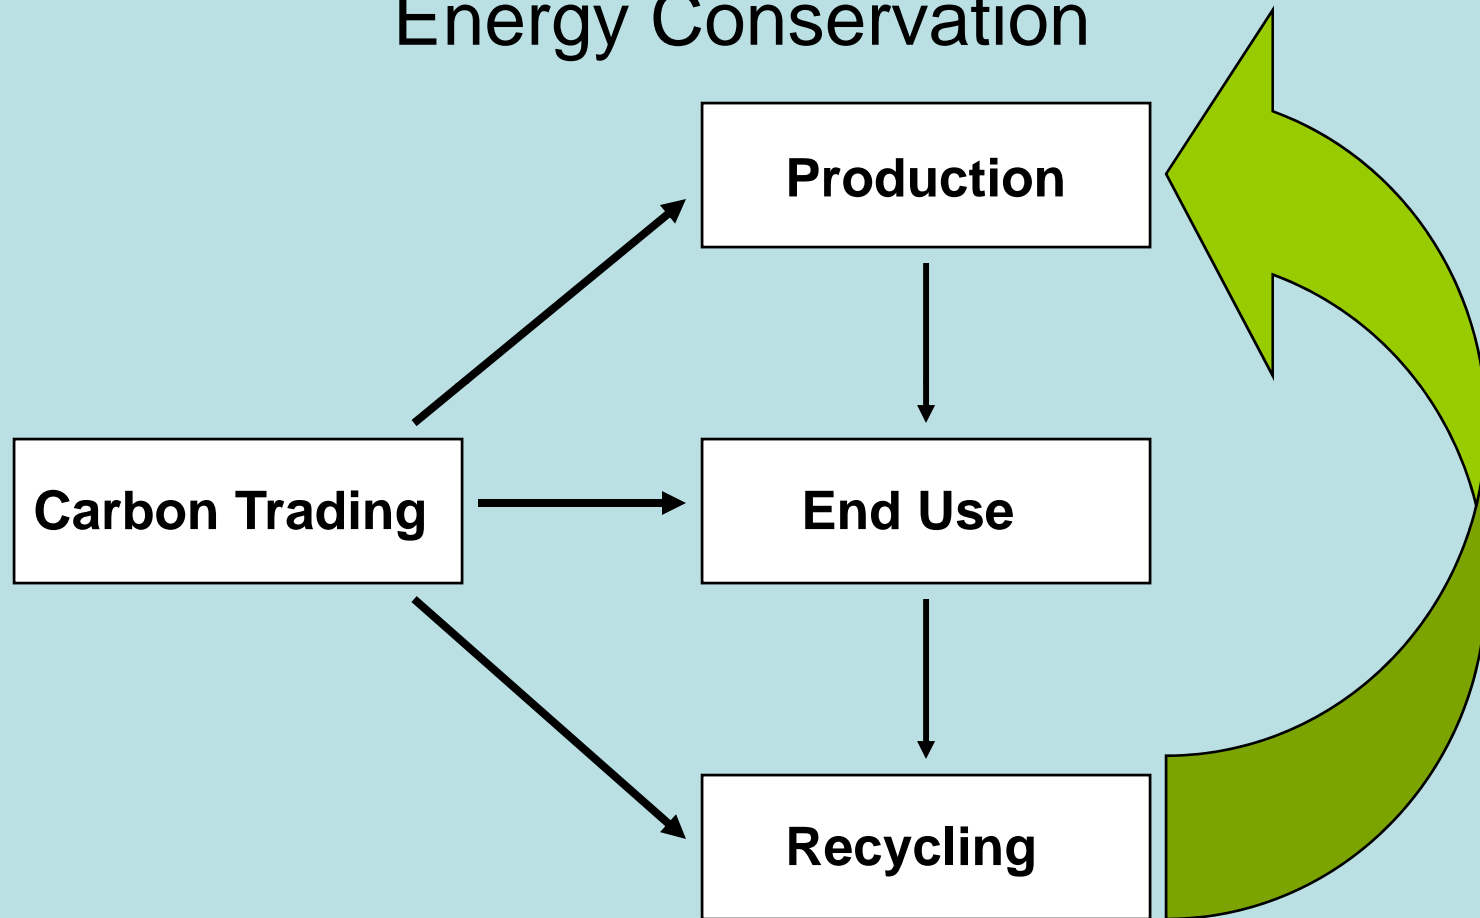 Energy Conservation
Production
Carbon Trading
End Use
Recycling